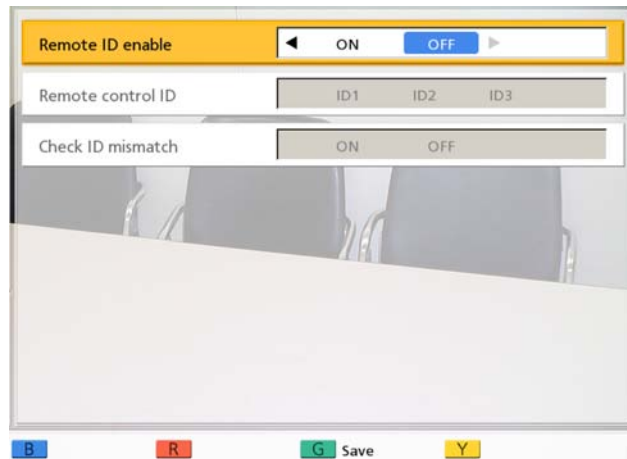 Remote ID enable ON OFF
Remote control ID ID1 ID2 ID3
Check ID mismatch ON OFF
B R G Save Y